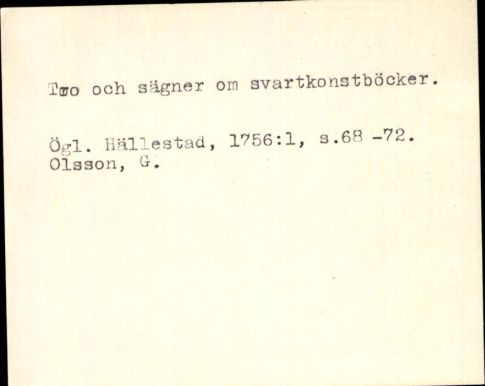 Tro och sägner om svartkonstböcker.
Ögl. Hällestad, 1756:1, s.68 -72.
Olsson, G.